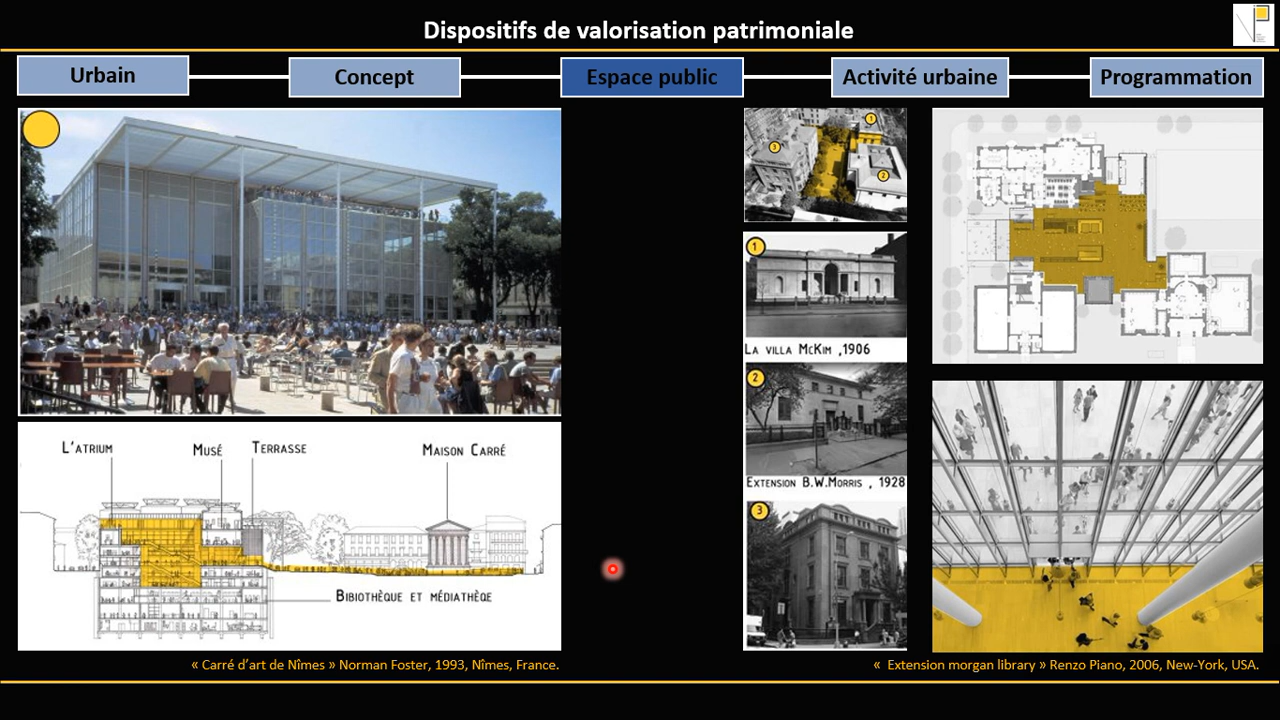 Dispositifs de valorisation patrimoniale
Urbain
Concept
Espace public
Activité urbaine
Programmation
1
3
2
1
La villa McKim ,1906
2
Extension B.W.Morris , 1928
3
L'atrium
Musé
Terrasse
Maison Carré
Bibiothèque et médiathèqe
« Carré d'art de Nîmes » Norman Foster, 1993, Nîmes, France.
« Extension morgan library » Renzo Piano, 2006, New-York, USA.